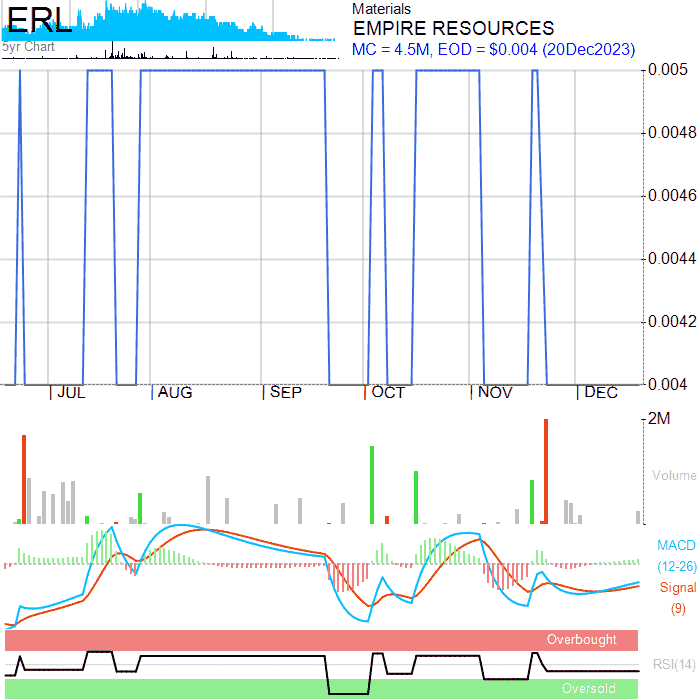 ERL
5yr Chart
Materials
EMPIRE RESOURCES
MC = 4.5M, EOD = $0.004 (20Dec2023)
0.005
0.0048
0.0046
0.0044
0.0042
0.004
JUL AUG SEP OCT NOV DEC
2M
Volume
MACD
(12-26)
Signal
(9)
Overbought
RSI(14)
Oversold